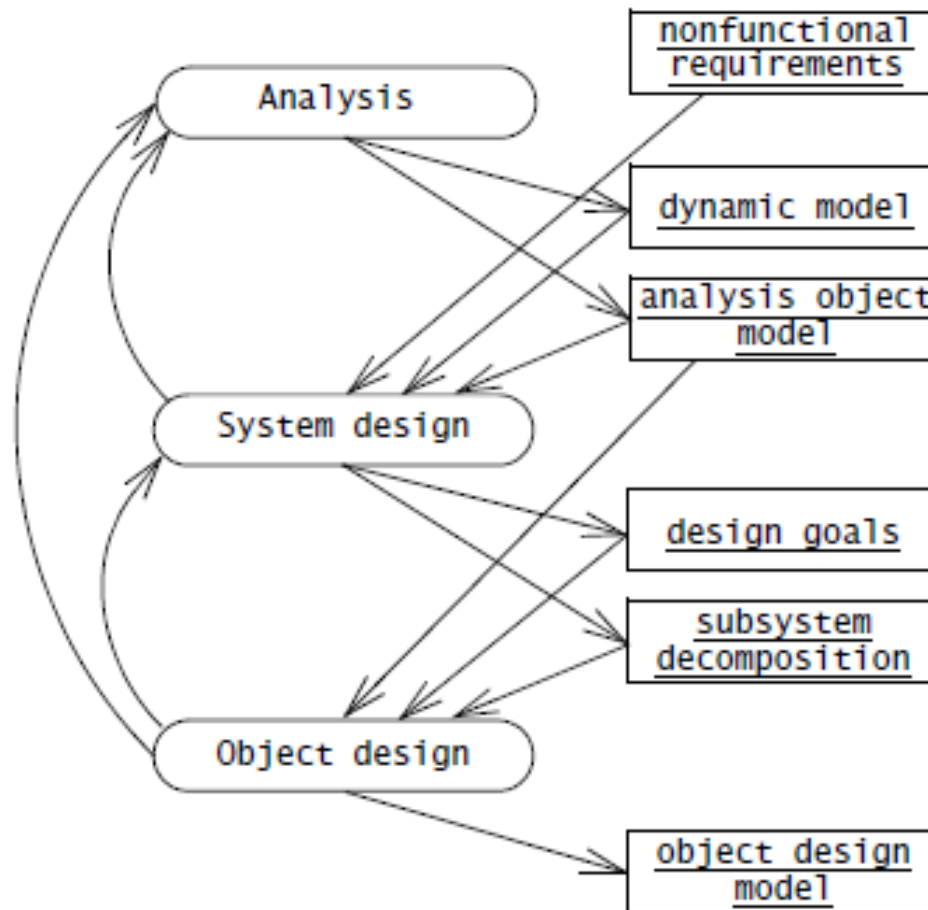 nonfunctional
requirements
Analysis
dynamic model
analysis object
model
System design
design goals
subsystem
decomposition
Object design
object design
model